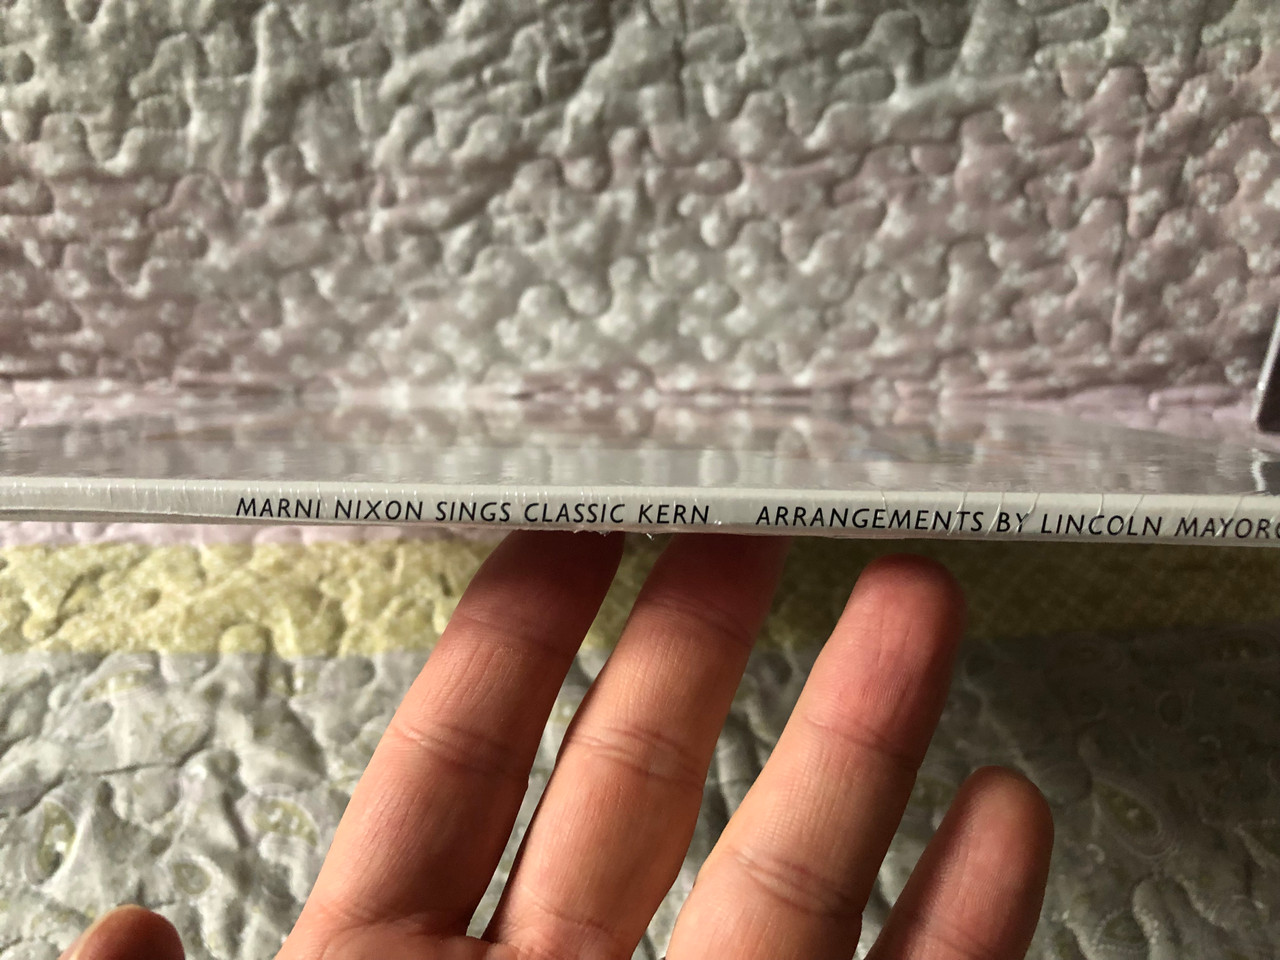 MARNI NIXON SINGS CLASSIC KERN ARRANGEMENTS BY LINCOLN